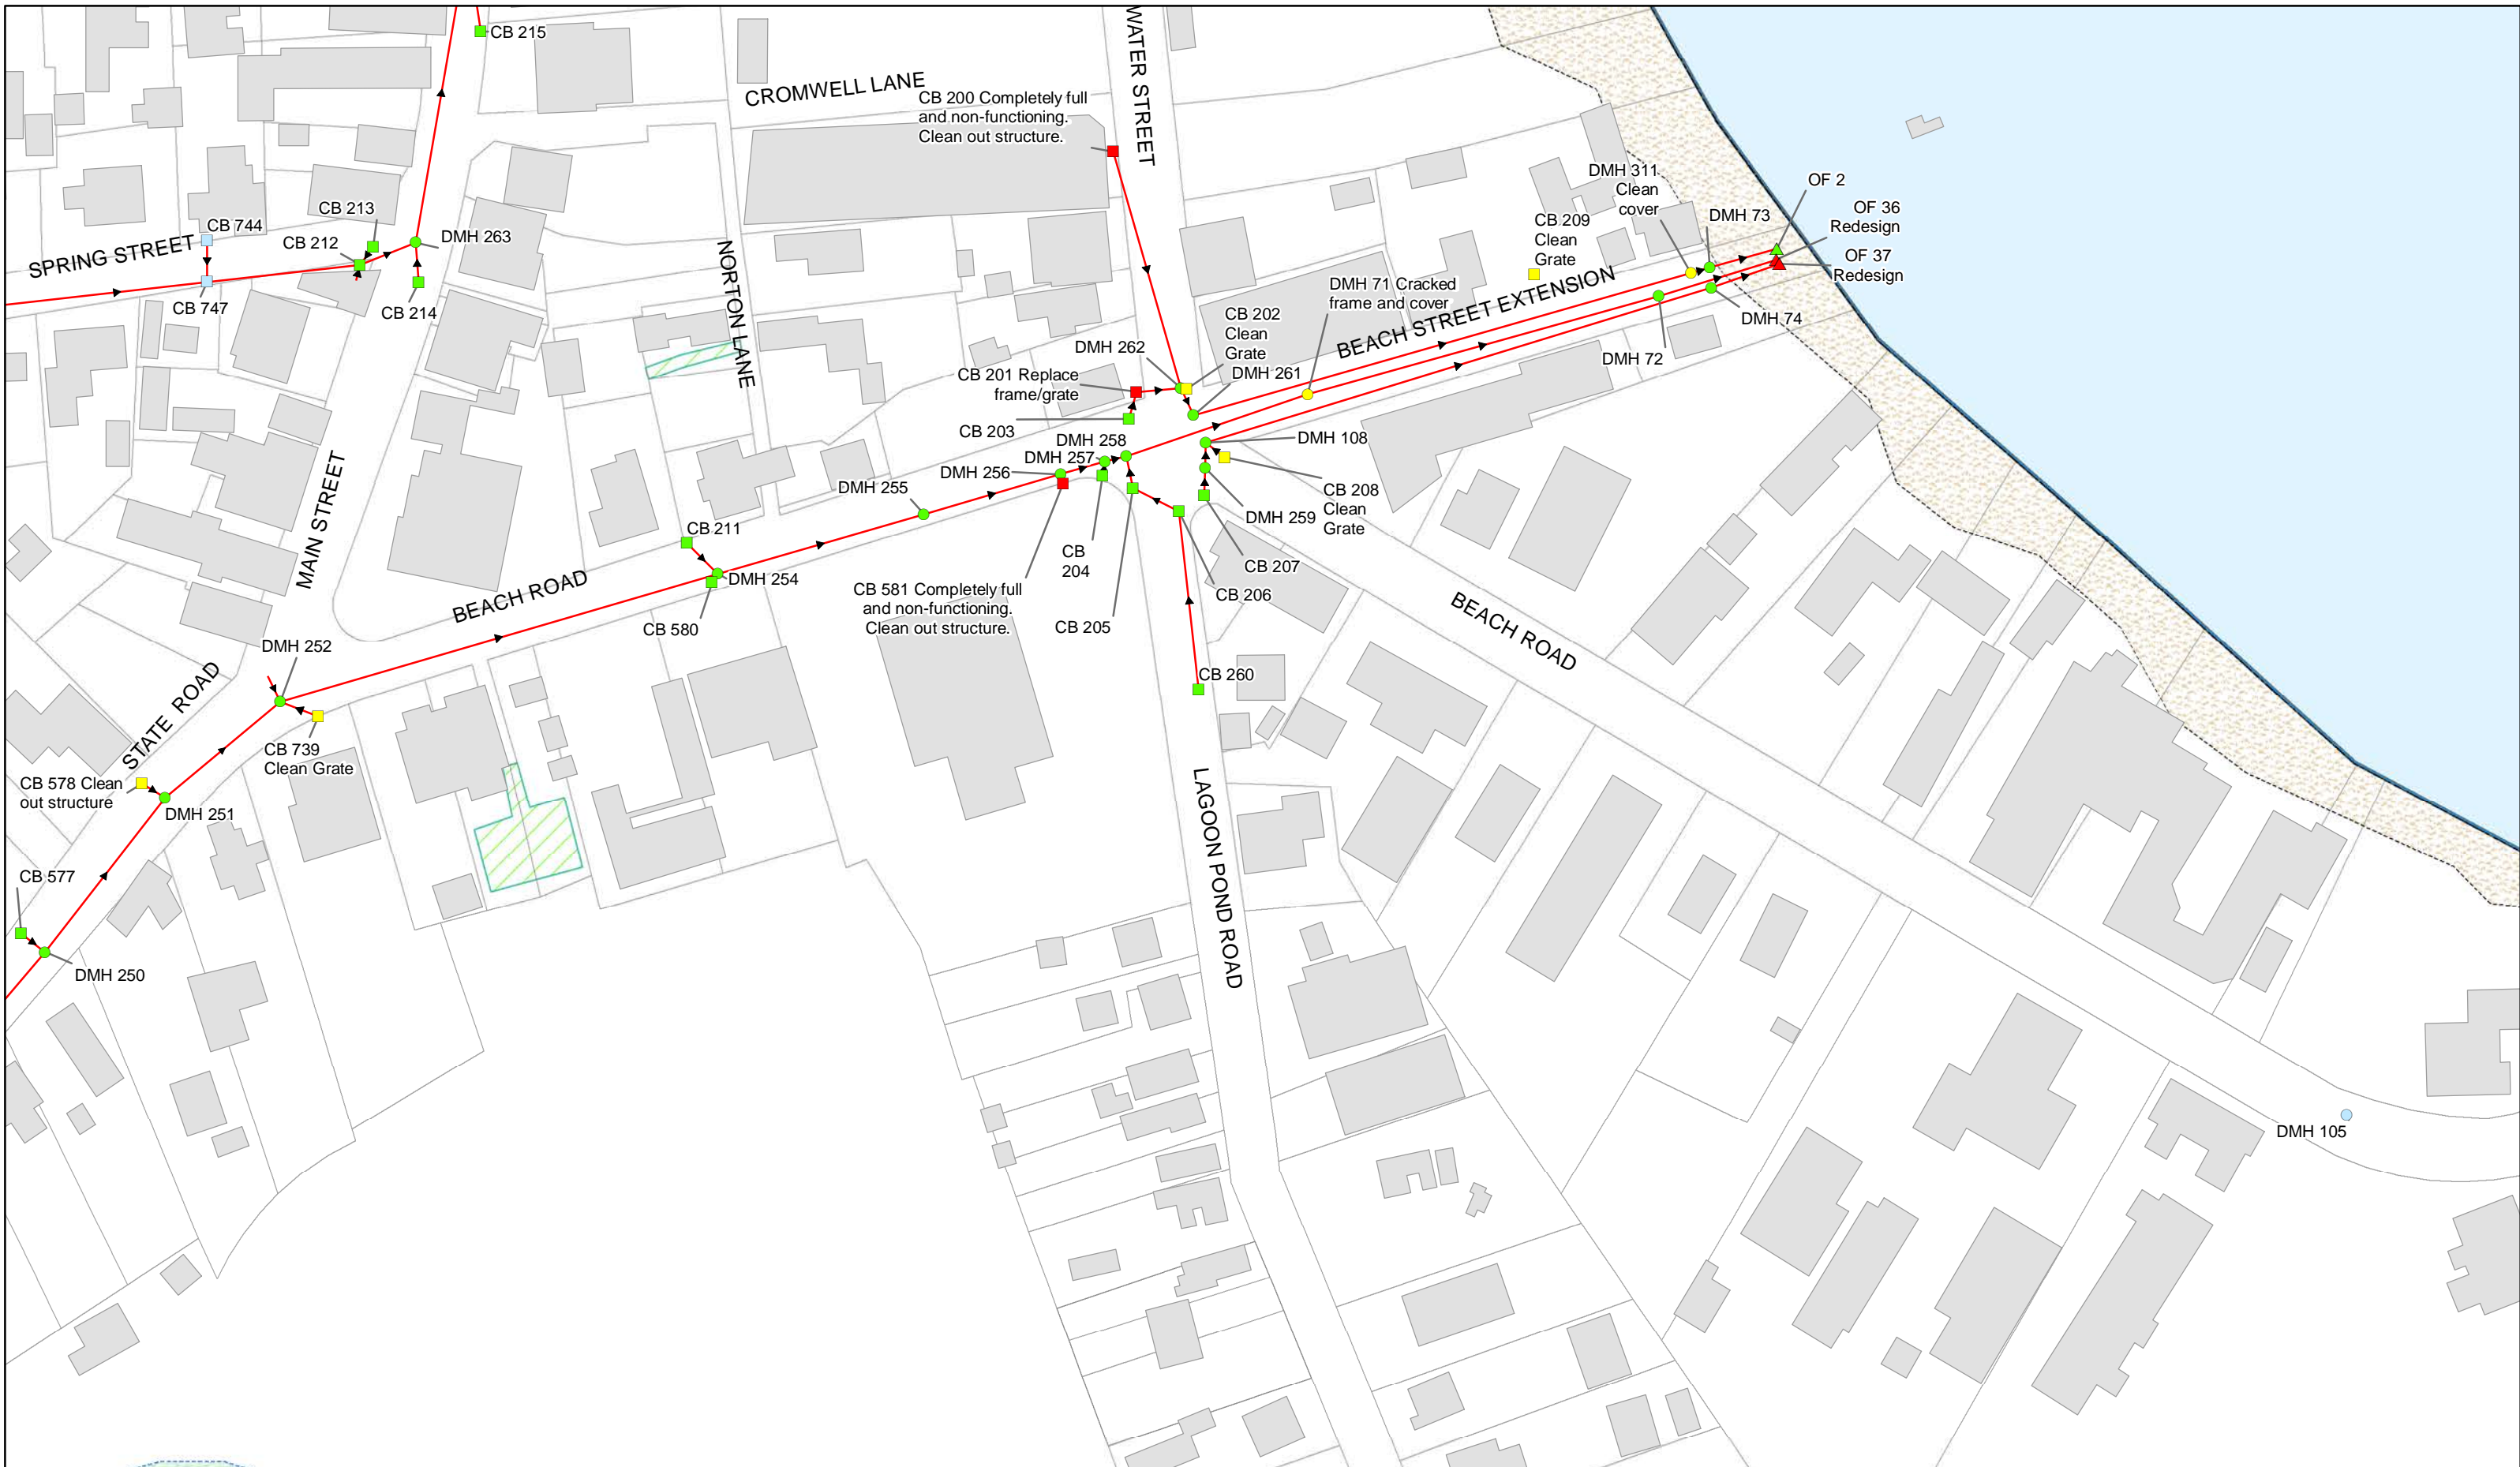 CB 215
WATER STREET
CROMWELL LANE
CB 200 Completely full
and non-functioning.
Clean out structure.
DMH 311
Clean
cover
OF 2
CB 213
CB 744
CB 212
DMH 263
SPRING STREET
CB 209
Clean
Grate
DMH 73
OF 36
Redesign
OF 37
Redesign
CB 747
CB 214
NORTON LANE
DMH 71 Cracked
frame and cover
BEACH STREET EXTENSION
CB 202
Clean
Grate
DMH 74
DMH 262
DMH 72
CB 201 Replace
frame/grate
DMH 261
CB 203
DMH 258
DMH 257
DMH 256
DMH 108
MAIN STREET
DMH 255
CB 208
Clean
Grate
DMH 259
CB 211
CB
204
CB 207
DMH 254
BEACH ROAD
CB 581 Completely full
and non-functioning.
Clean out structure.
CB 206
CB 580
CB 205
BEACH ROAD
DMH 252
STATE ROAD
CB 260
CB 739
Clean Grate
CB 578 Clean
out structure
DMH 251
LAGOON POND ROAD
CB 577
DMH 250
DMH 105